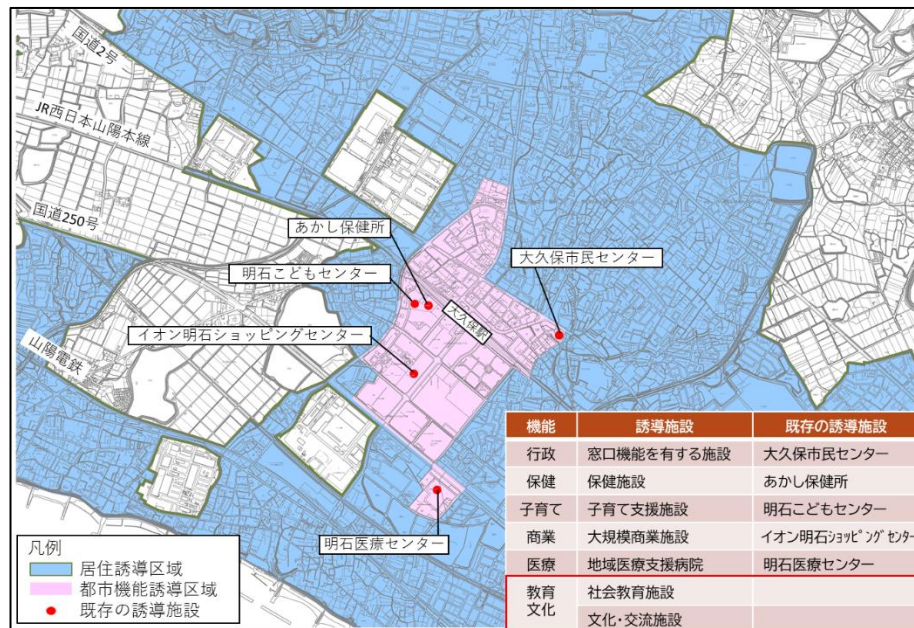 国道2号
JR西日本山陽本線
国道250号
あかし保健所
明石こどもセンター
大久保市民センター
大久保駅
イオン明石ショッピングセンター
山陽電鉄
明石医療センター
凡例
居住誘導区域
都市機能誘導区域
既存の誘導施設
機能 誘導施設 既存の誘導施設
行政 窓口機能を有する施設 大久保市民センター
保健 保健施設 あかし保健所
子育て 子育て支援施設 明石こどもセンター
商業 大規模商業施設 イオン明石ショッピングセンター
医療 地域医療支援病院 明石医療センター
教育 文化 社会教育施設
文化・交流施設